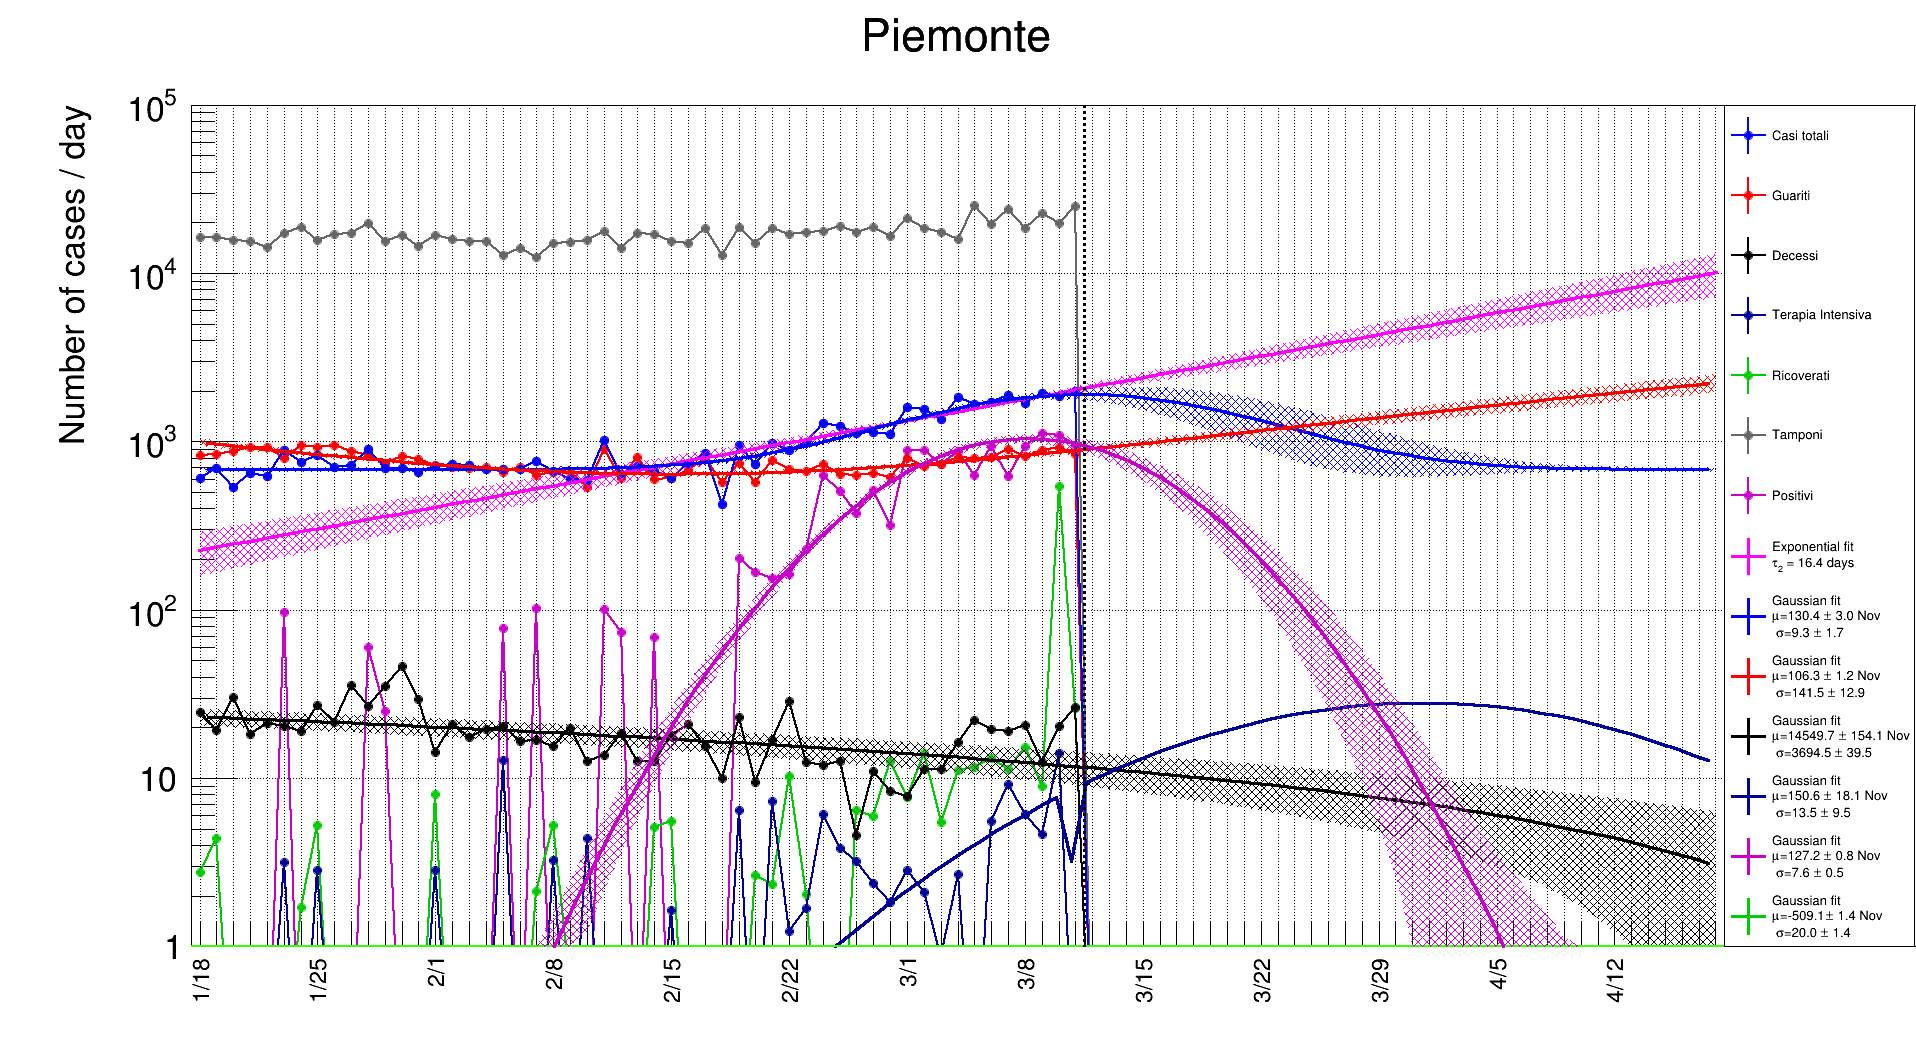 Piemonte
Number of cases / day
10^5
10^4
10^3
10^2
10
1
1/18
1/25
2/1
2/8
2/15
2/22
3/1
3/8
3/15
3/22
3/29
4/5
4/12
Casi totali
Guariti
Decessi
Terapia Intensiva
Ricoverati
Tamponi
Positivi
Exponential fit
τ₂ = 16.4 days
Gaussian fit
μ=130.4 ± 3.0 Nov
σ=9.3 ± 1.7
Gaussian fit
μ=106.3 ± 1.2 Nov
σ=141.5 ± 12.9
Gaussian fit
μ=14549.7 ± 154.1 Nov
σ=3694.5 ± 39.5
Gaussian fit
μ=150.6 ± 18.1 Nov
σ=13.5 ± 9.5
Gaussian fit
μ=127.2 ± 0.8 Nov
σ=7.6 ± 0.5
Gaussian fit
μ=-509.1 ± 1.4 Nov
σ=20.0 ± 1.4